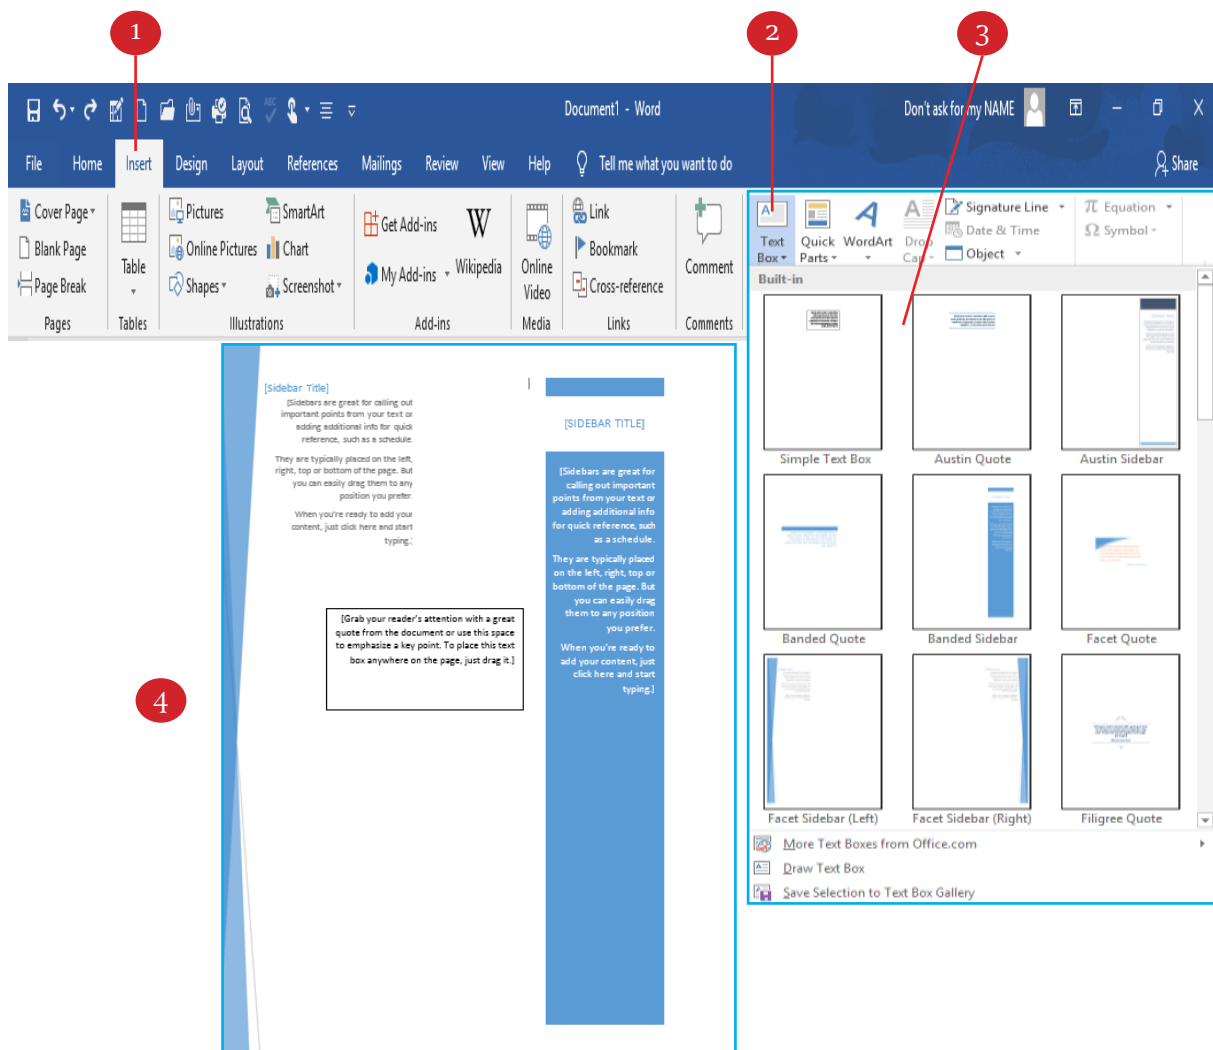 1
2
3
Document1 - Word
Don't ask for my NAME
File Home Insert Design Layout References Mailings Review View Help Tell me what you want to do
Share
Cover Page
Blank Page
Page Break
Pages
Table
Tables
Pictures
Online Pictures
Shapes
SmartArt
Chart
Screenshot
Illustrations
Get Add-ins
My Add-ins
W
Wikipedia
Add-ins
Online
Video
Media
Link
Bookmark
Cross-reference
Links
Comment
Comments
Text
Box
Quick
Parts
WordArt
Drop
Cap
Signature Line
Date & Time
Object
π Equation
Ω Symbol
Built-in
Simple Text Box
Austin Quote
Austin Sidebar
Banded Quote
Banded Sidebar
Facet Quote
Facet Sidebar (Left)
Facet Sidebar (Right)
Filigree Quote
More Text Boxes from Office.com
Draw Text Box
Save Selection to Text Box Gallery
[Sidebar Title]
[Sidebars are great for calling out
important points from your text or
adding additional info for quick
reference, such as a schedule.
They are typically placed on the left,
right, top or bottom of the page. But
you can easily drag them to any
position you prefer.
When you're ready to add your
content, just click here and start
typing.]
[SIDEBAR TITLE]
[Sidebars are great for
calling out important
points from your text or
adding additional info
for quick reference, such
as a schedule.
They are typically placed
on the left, right, top or
bottom of the page. But
you can easily drag
them to any position
you prefer.
When you're ready to
add your content, just
click here and start
typing.]
[Grab your reader's attention with a great
quote from the document or use this space
to emphasize a key point. To place this text
box anywhere on the page, just drag it.]
4